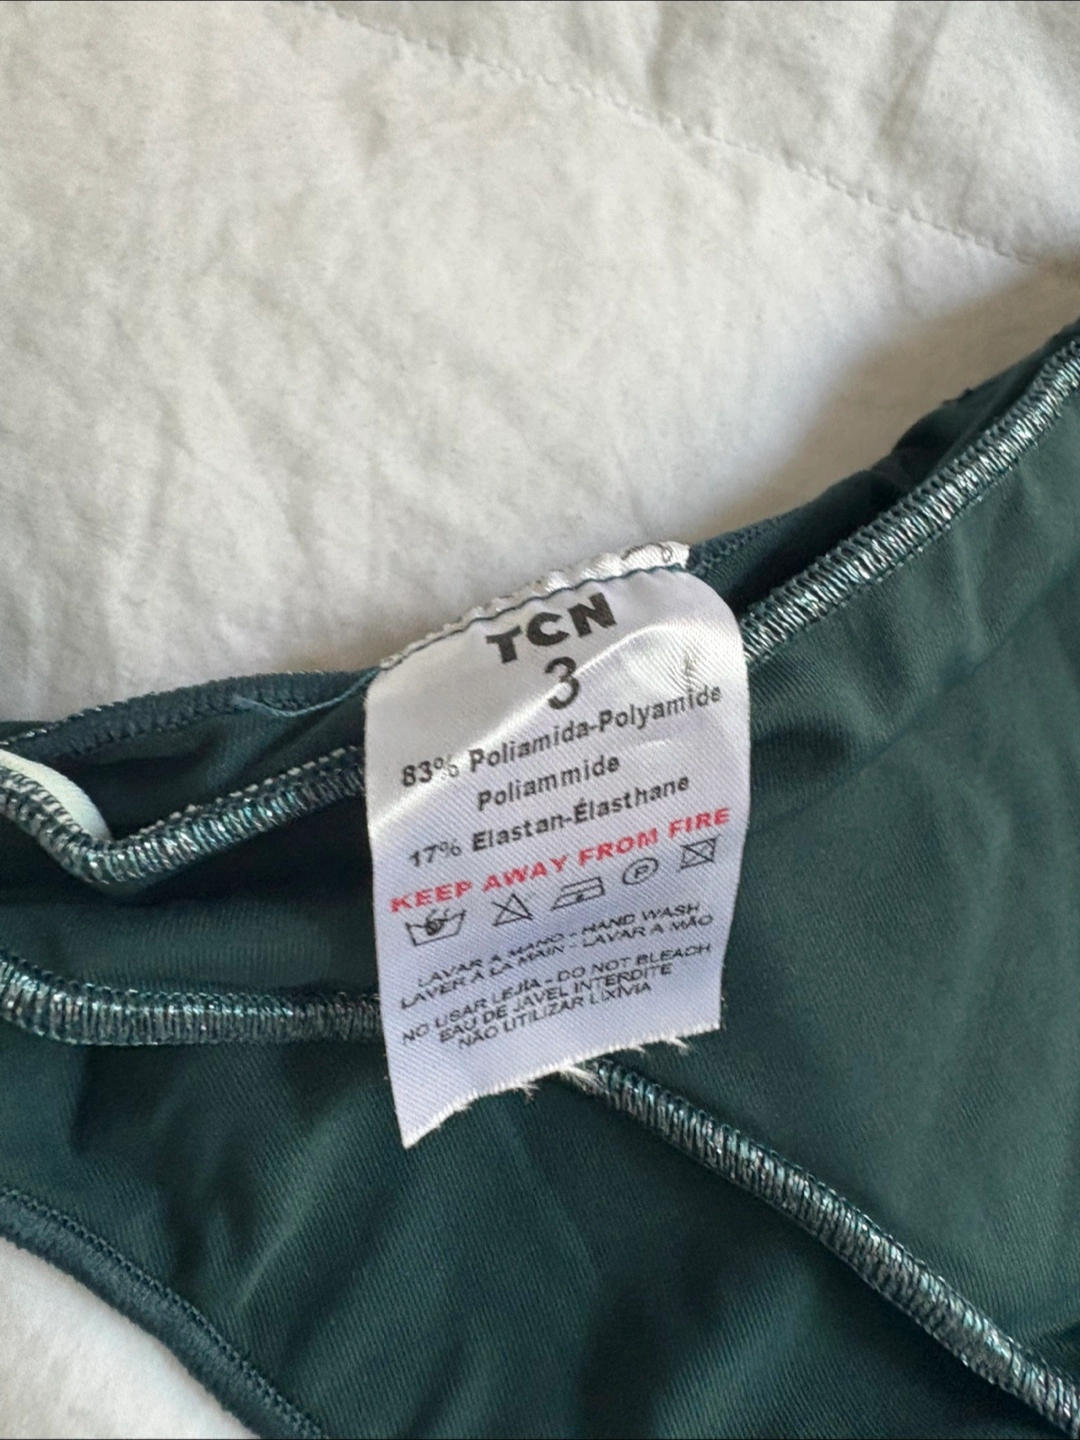 TCN
3
83% Poliamida-Polyamide
Poliammide
17% Elastan-Élasthane
KEEP AWAY FROM FIRE
P
LAVAR A MANO - HAND WASH
LAVER À LA MAIN - LAVAR A MÃO
NO USAR LEJÍA - DO NOT BLEACH
EAU DE JAVEL INTERDITE
NÃO UTILIZAR LIXÍVIA